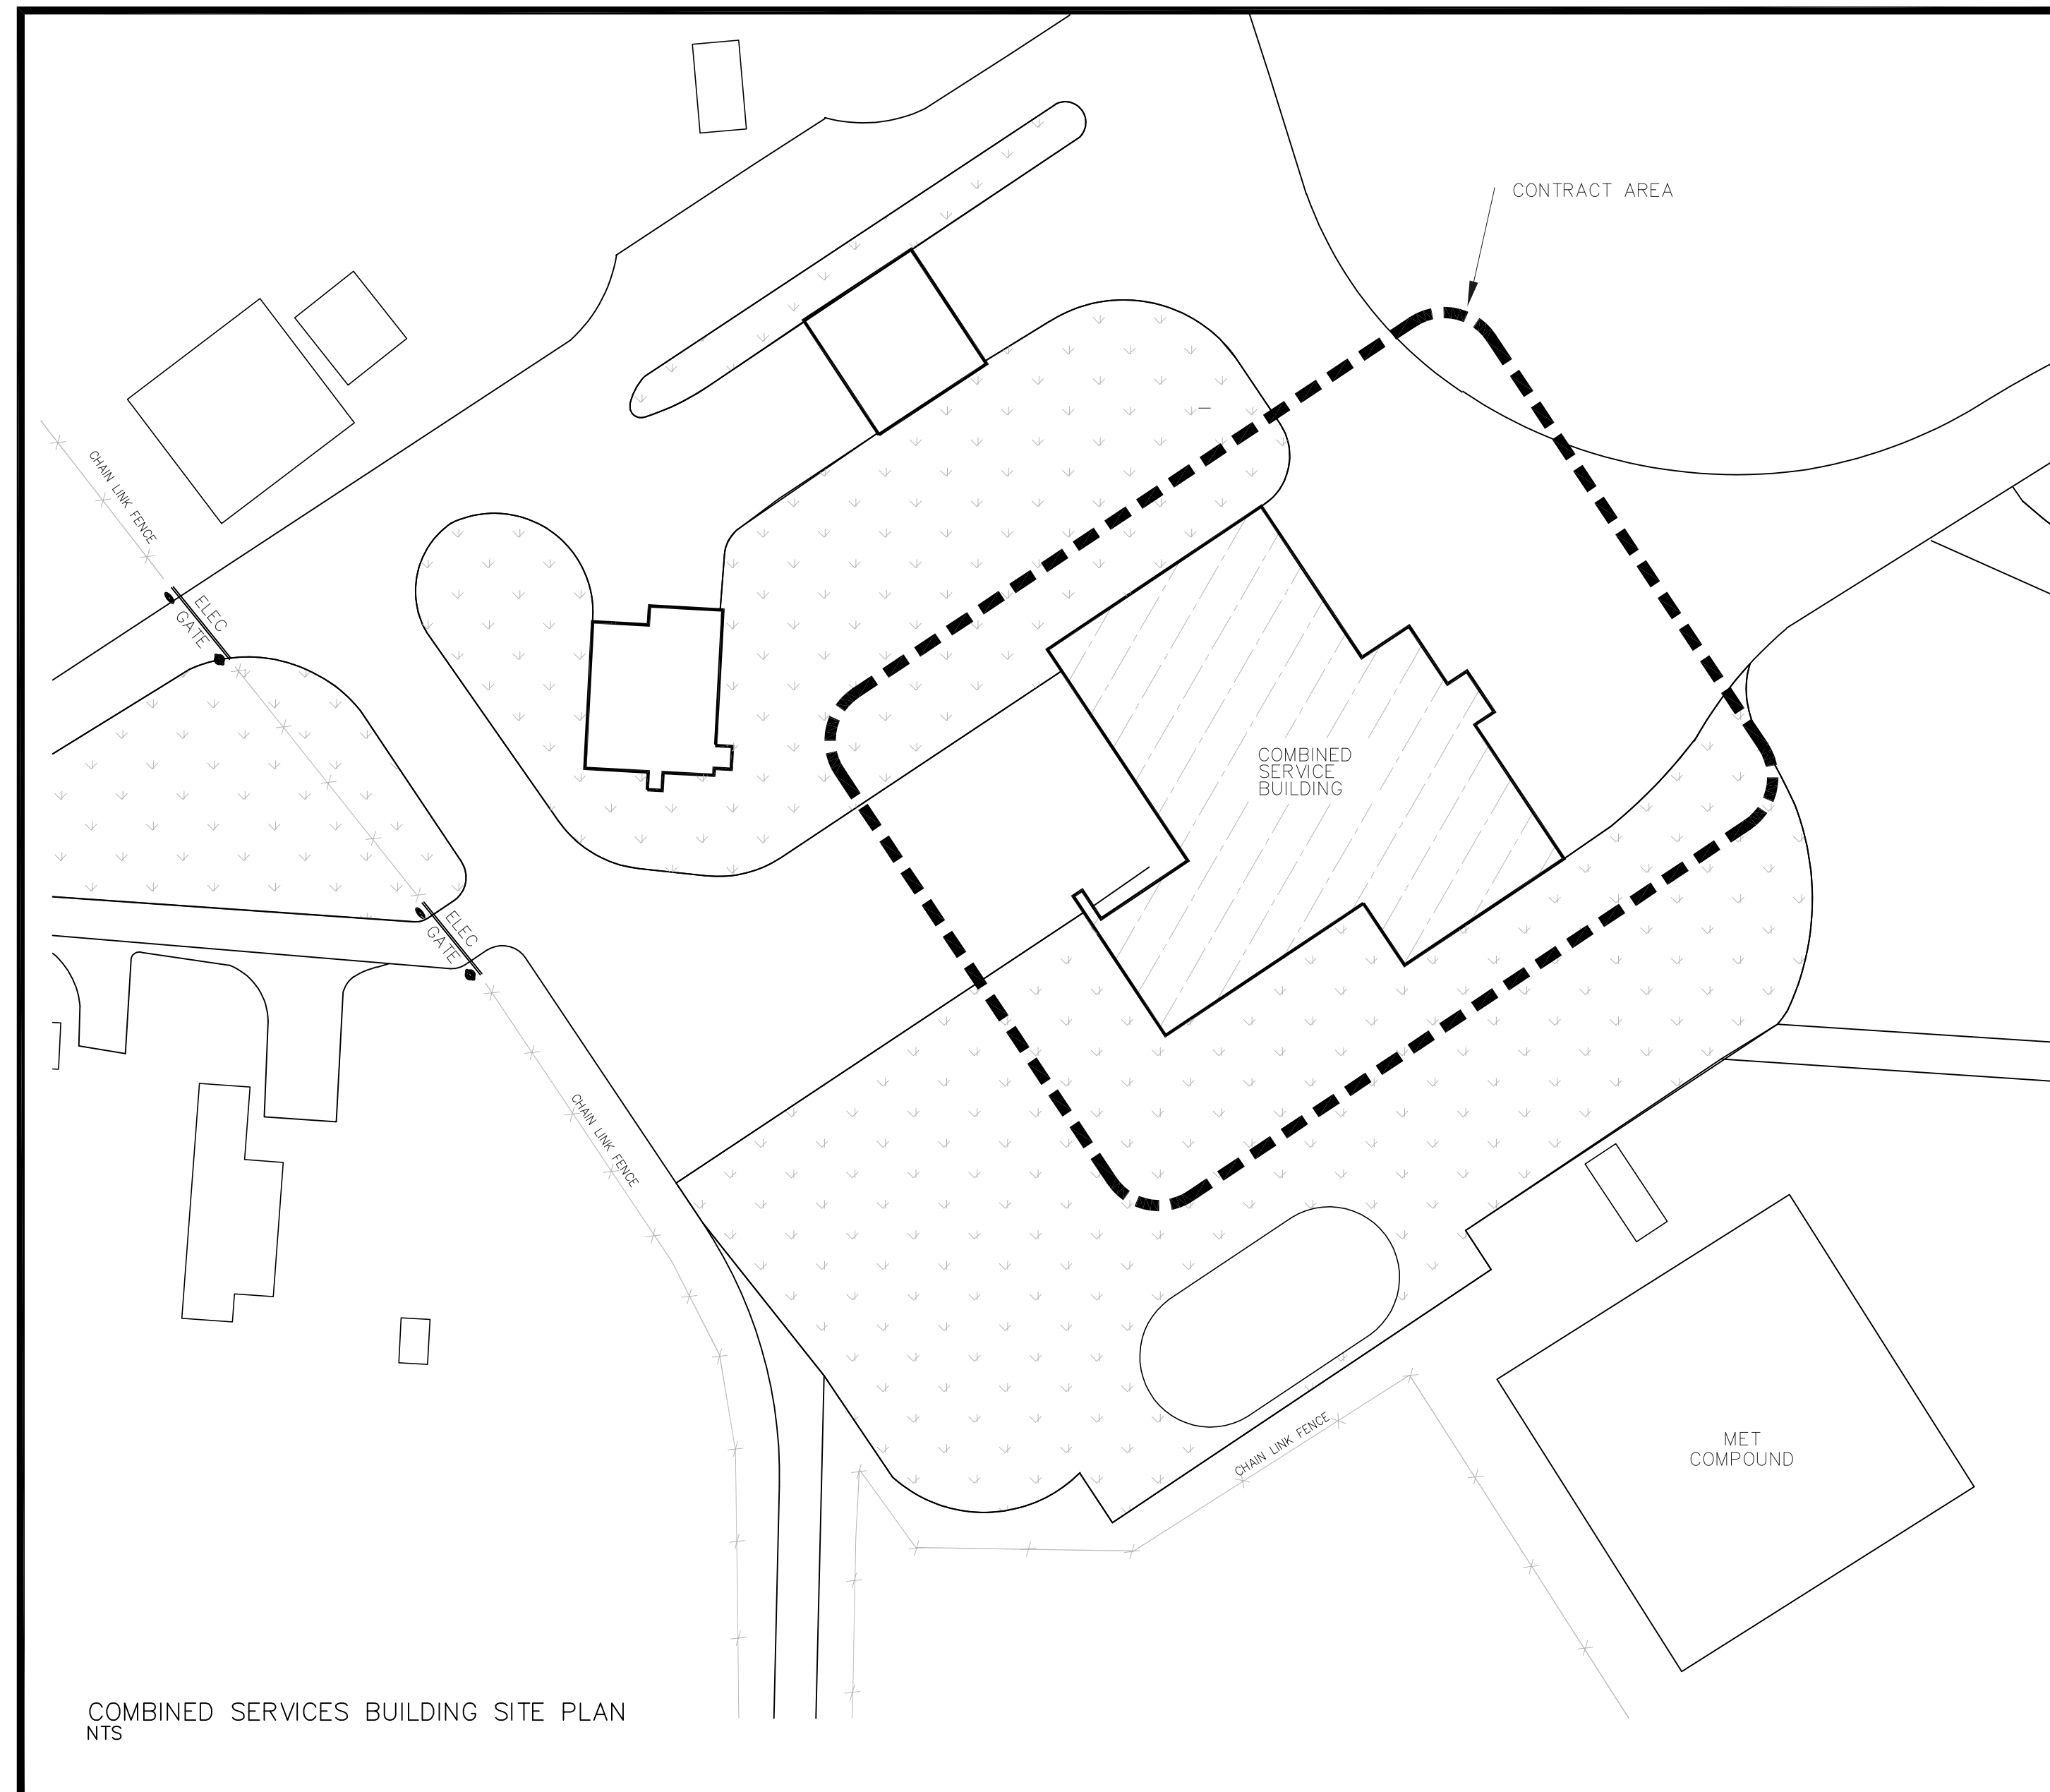 CONTRACT AREA
CHAIN LINK FENCE
ELEC
GATE
COMBINED
SERVICE
BUILDING
ELEC
GATE
CHAIN LINK FENCE
CHAIN LINK FENCE
MET
COMPOUND
COMBINED SERVICES BUILDING SITE PLAN
NTS